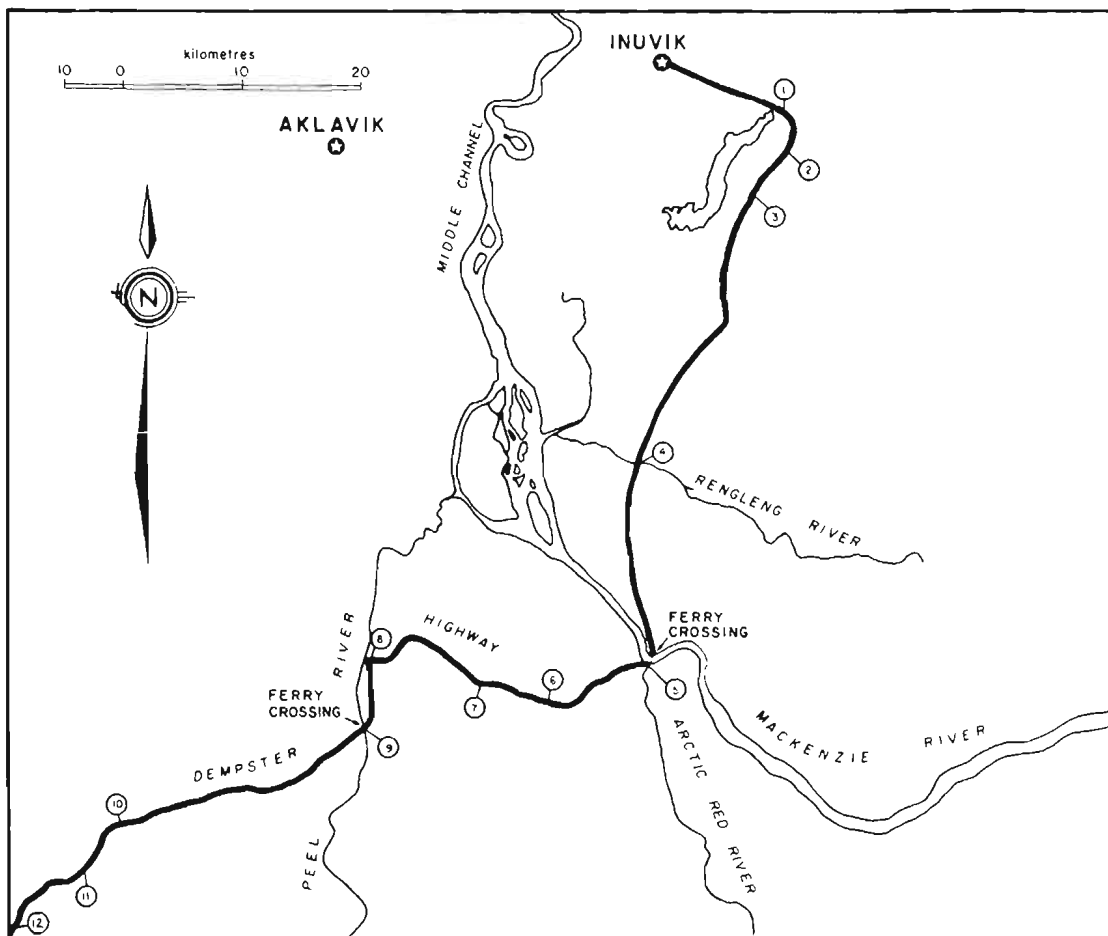 kilometres
10 0 10 20
INUVIK
AKLAVIK
MIDDLE CHANNEL
N
1
2
3
4
RENGLENG RIVER
FERRY
CROSSING
5
HIGHWAY
6
7
8
RIVER
FERRY
CROSSING
9
DEMPSTER
MACKENZIE RIVER
ARCTIC RED RIVER
10
PEEL
11
12